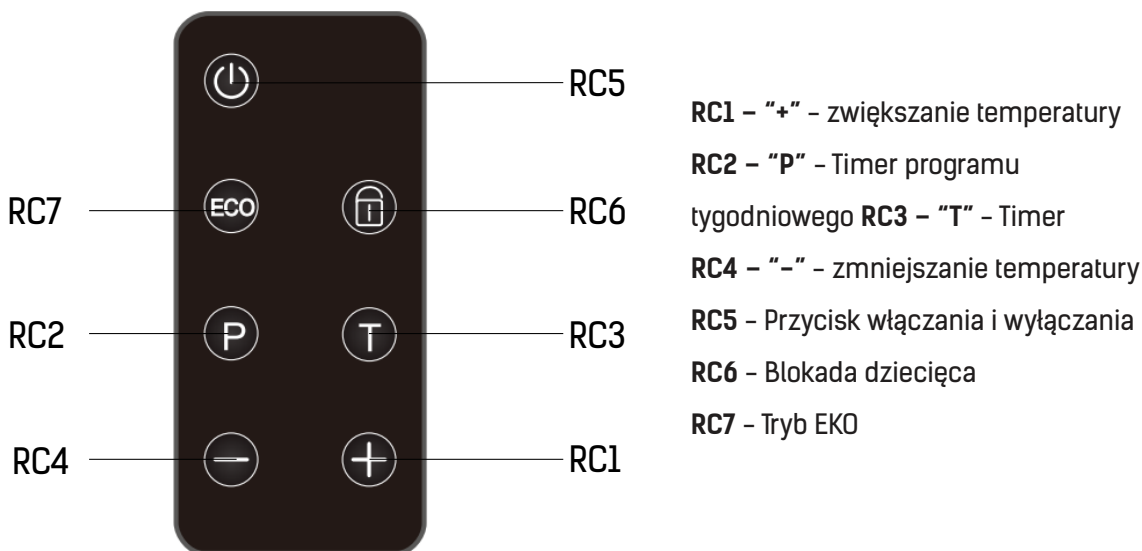 RC5
RC7
ECO
RC6
RC2
P
T
RC3
RC4
RC1
RC1 – “+” – zwiększanie temperatury
RC2 – “P” – Timer programu
tygodniowego RC3 – “T” – Timer
RC4 – “-” – zmniejszanie temperatury
RC5 – Przycisk włączania i wyłączania
RC6 – Blokada dziecięca
RC7 – Tryb EKO